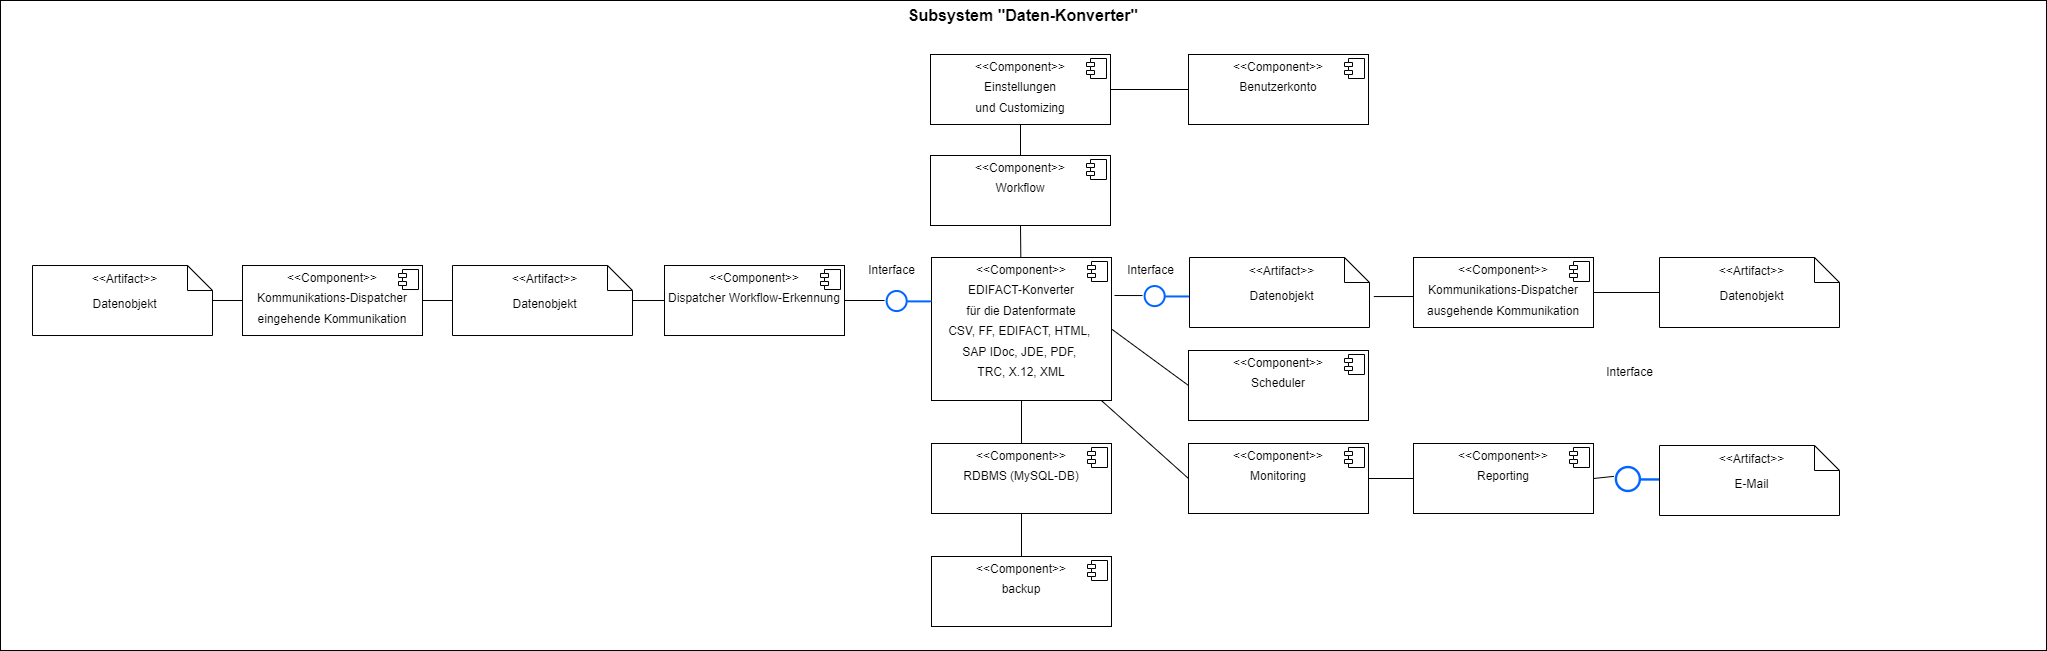 Subsystem "Daten-Konverter"
<<Component>>
Einstellungen
und Customizing
<<Component>>
Benutzerkonto
<<Component>>
Workflow
<<Artifact>>
Datenobjekt
<<Component>>
Kommunikations-Dispatcher
eingehende Kommunikation
<<Artifact>>
Datenobjekt
<<Component>>
Dispatcher Workflow-Erkennung
Interface
<<Component>>
EDIFACT-Konverter
für die Datenformate
CSV, FF, EDIFACT, HTML,
SAP IDoc, JDE, PDF,
TRC, X.12, XML
Interface
<<Artifact>>
Datenobjekt
<<Component>>
Kommunikations-Dispatcher
ausgehende Kommunikation
<<Artifact>>
Datenobjekt
<<Component>>
Scheduler
Interface
<<Component>>
RDBMS (MySQL-DB)
<<Component>>
Monitoring
<<Component>>
Reporting
<<Artifact>>
E-Mail
<<Component>>
backup